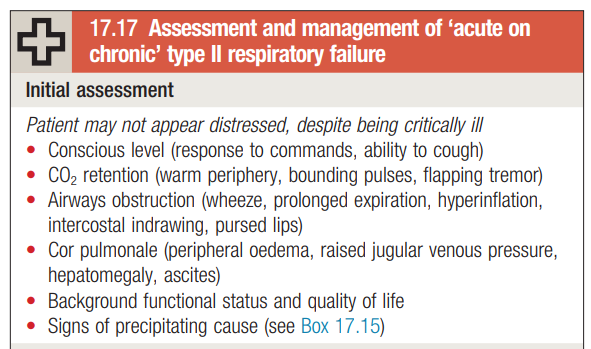 17.17 Assessment and management of ‘acute on
chronic’ type II respiratory failure
Initial assessment
Patient may not appear distressed, despite being critically ill
• Conscious level (response to commands, ability to cough)
• CO₂ retention (warm periphery, bounding pulses, flapping tremor)
• Airways obstruction (wheeze, prolonged expiration, hyperinflation,
intercostal indrawing, pursed lips)
• Cor pulmonale (peripheral oedema, raised jugular venous pressure,
hepatomegaly, ascites)
• Background functional status and quality of life
• Signs of precipitating cause (see Box 17.15)